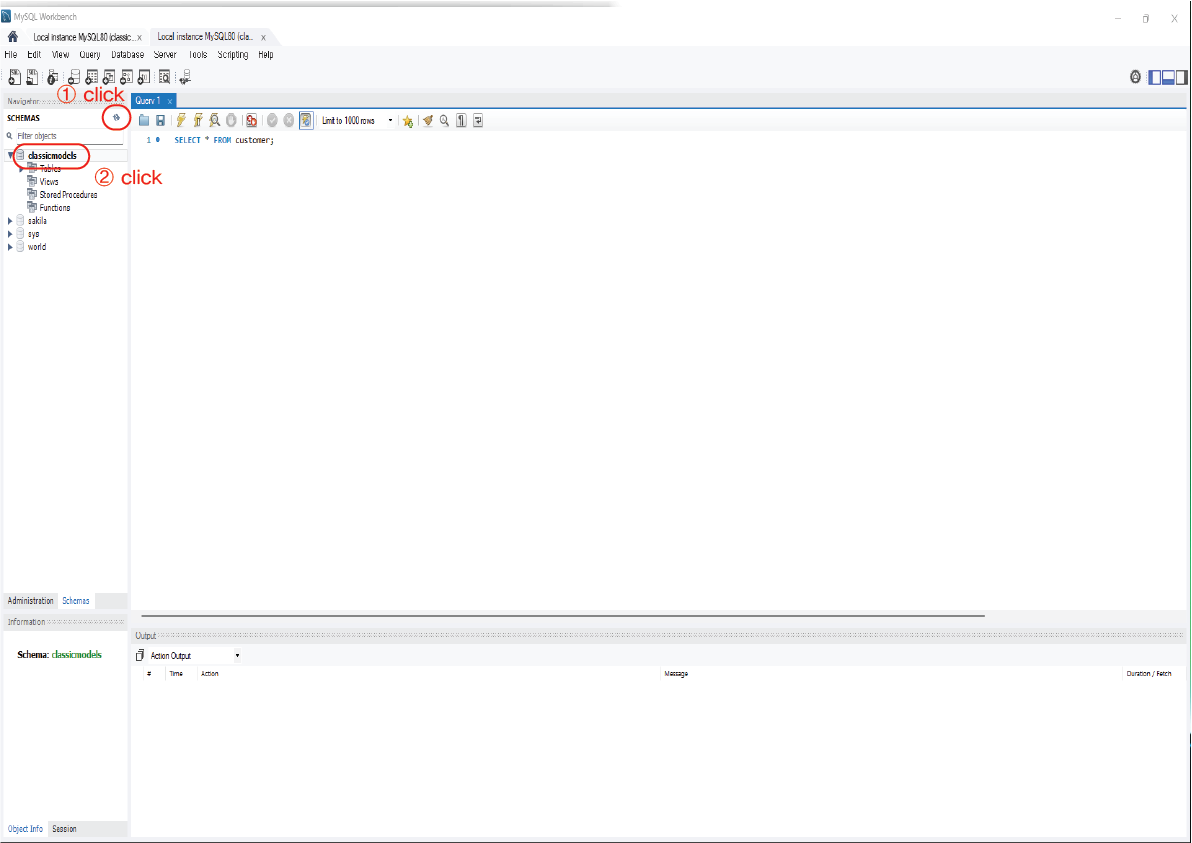 MySQL Workbench
Local instance MySQL80 (classic... x
Local instance MySQL80 (cla... x
File Edit View Query Database Server Tools Scripting Help
① click
Navigator
Query 1 x
SCHEMAS
Limit to 1000 rows
Filter objects
1 SELECT * FROM customer;
classicmodels
Tables
② click
Views
Stored Procedures
Functions
sakila
sys
world
Administration Schemas
Information
Output
Schema: classicmodels
Action Output
# Time Action Message Duration / Fetch
Object Info Session